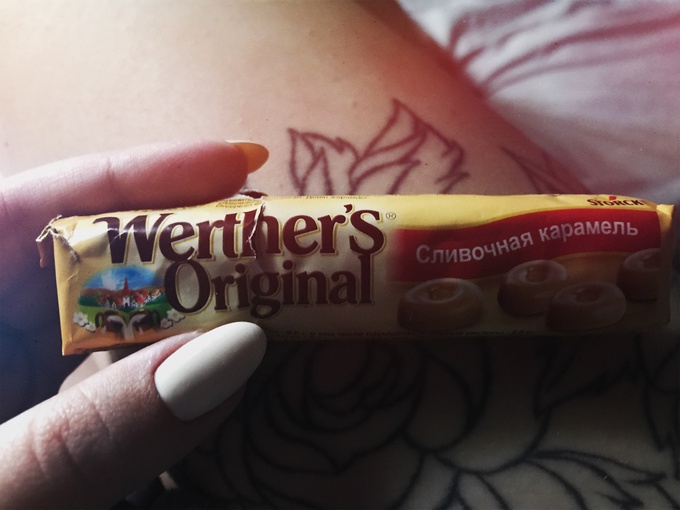 Werther's®
Original
STORCK
Сливочная карамель